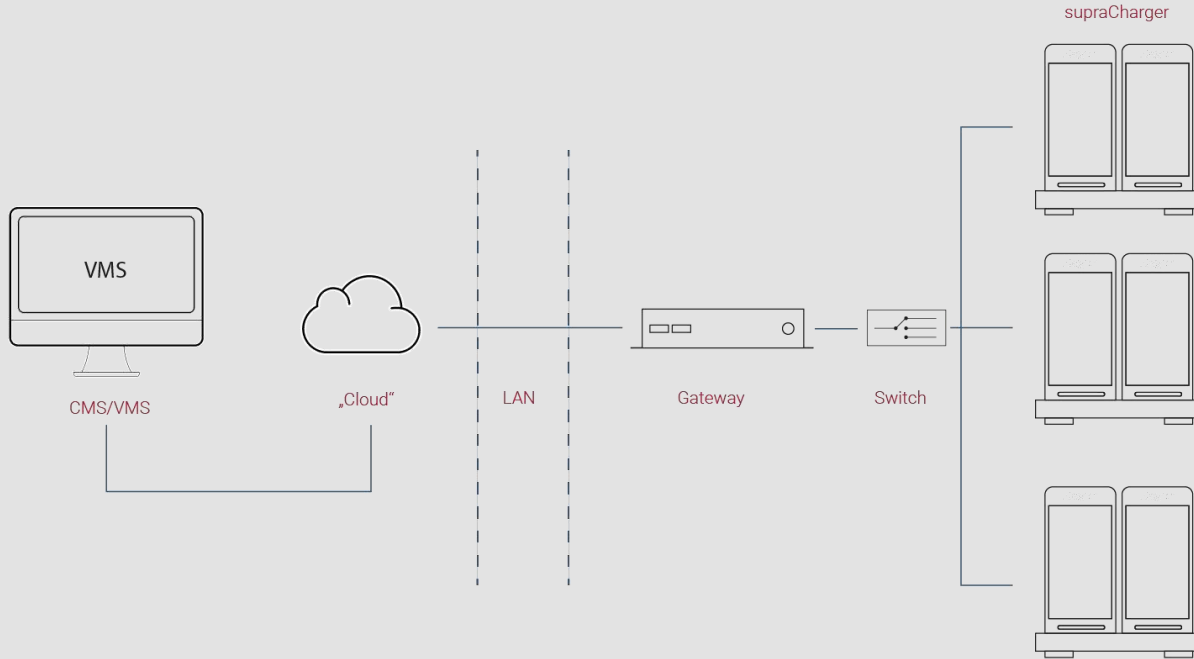 supraCharger
VMS
CMS/VMS
„Cloud“
LAN
Gateway
Switch